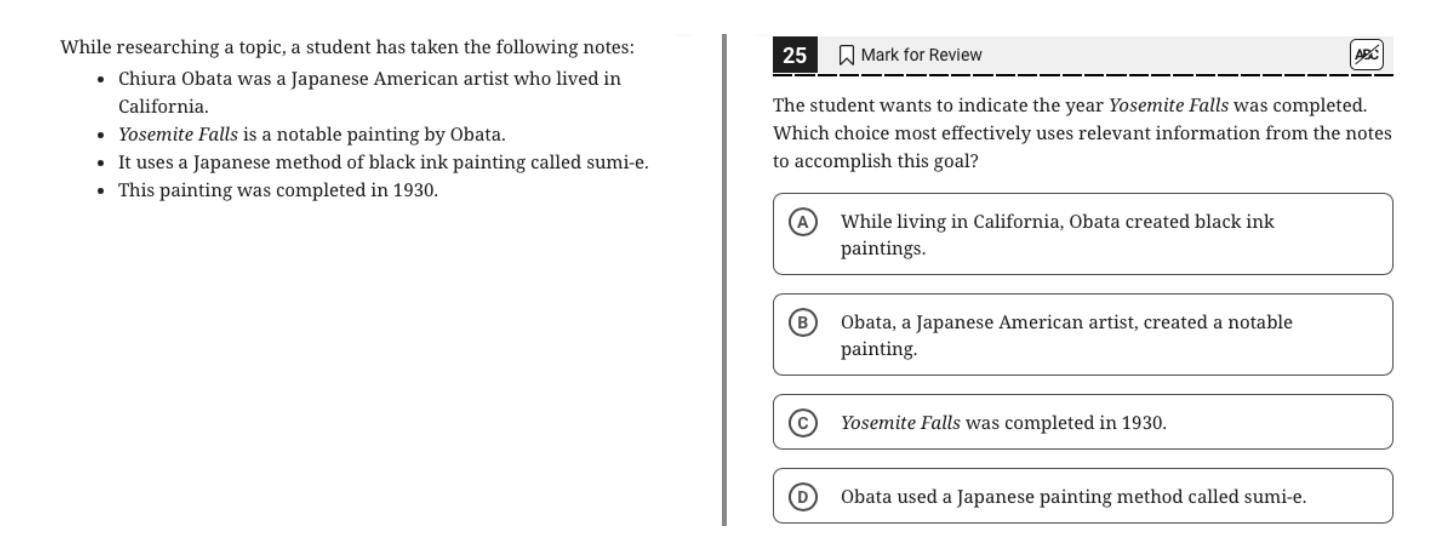 While researching a topic, a student has taken the following notes:
• Chiura Obata was a Japanese American artist who lived in
California.
• Yosemite Falls is a notable painting by Obata.
• It uses a Japanese method of black ink painting called sumi-e.
• This painting was completed in 1930.
25 Mark for Review ABC
The student wants to indicate the year Yosemite Falls was completed.
Which choice most effectively uses relevant information from the notes
to accomplish this goal?
A While living in California, Obata created black ink
paintings.
B Obata, a Japanese American artist, created a notable
painting.
C Yosemite Falls was completed in 1930.
D Obata used a Japanese painting method called sumi-e.